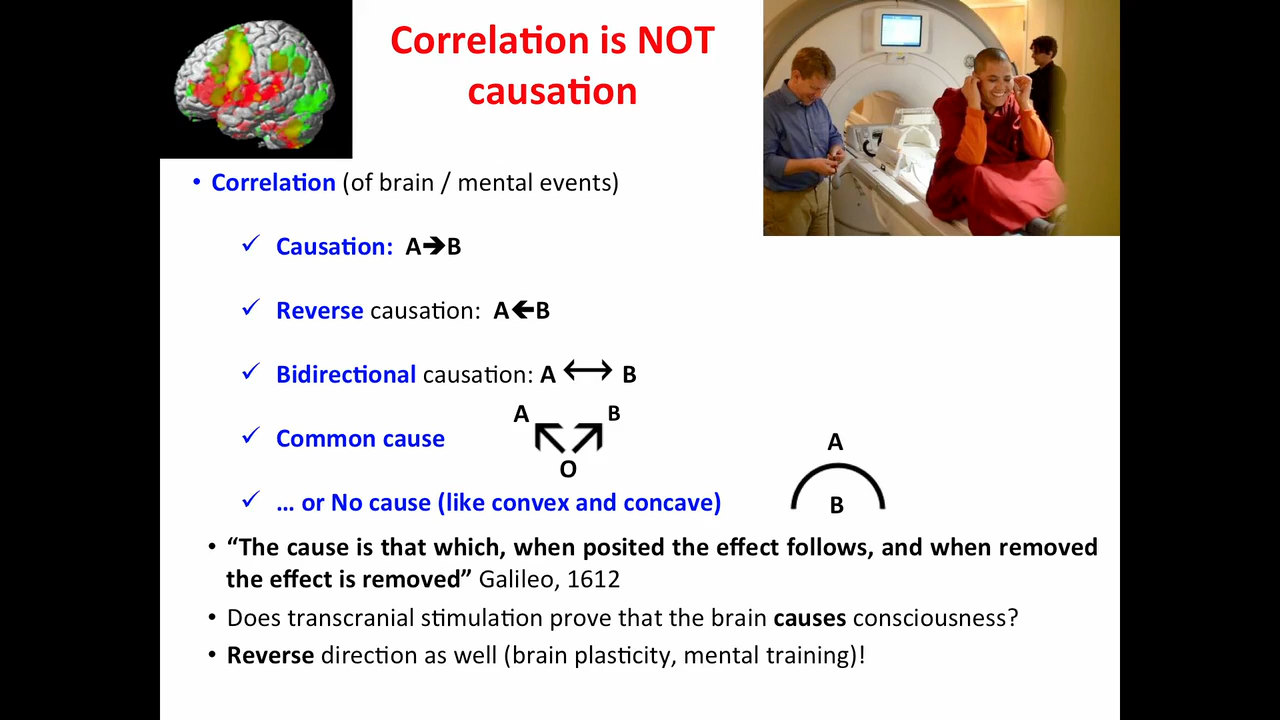 Correlation is NOT
causation
• Correlation (of brain / mental events)
✓ Causation: A➔B
✓ Reverse causation: A🡸B
✓ Bidirectional causation: A ⟷ B
A B
✓ Common cause
O
A
✓ … or No cause (like convex and concave)
B
• “The cause is that which, when posited the effect follows, and when removed
the effect is removed” Galileo, 1612
• Does transcranial stimulation prove that the brain causes consciousness?
• Reverse direction as well (brain plasticity, mental training)!